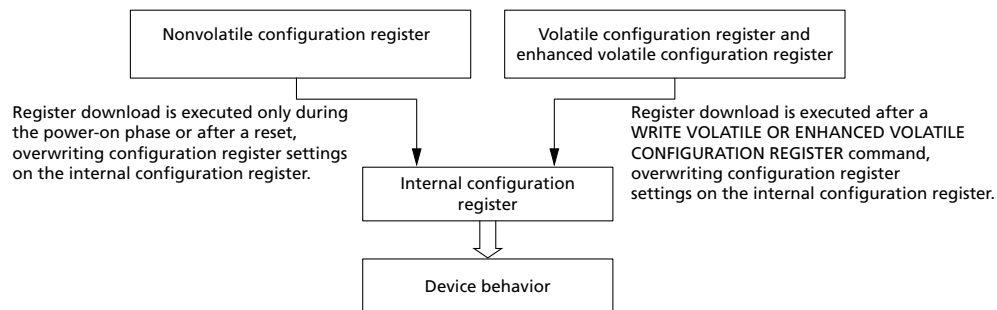 Nonvolatile configuration register
Volatile configuration register and
enhanced volatile configuration register
Register download is executed only during
the power-on phase or after a reset,
overwriting configuration register settings
on the internal configuration register.
Register download is executed after a
WRITE VOLATILE OR ENHANCED VOLATILE
CONFIGURATION REGISTER command,
overwriting configuration register
settings on the internal configuration register.
Internal configuration
register
Device behavior